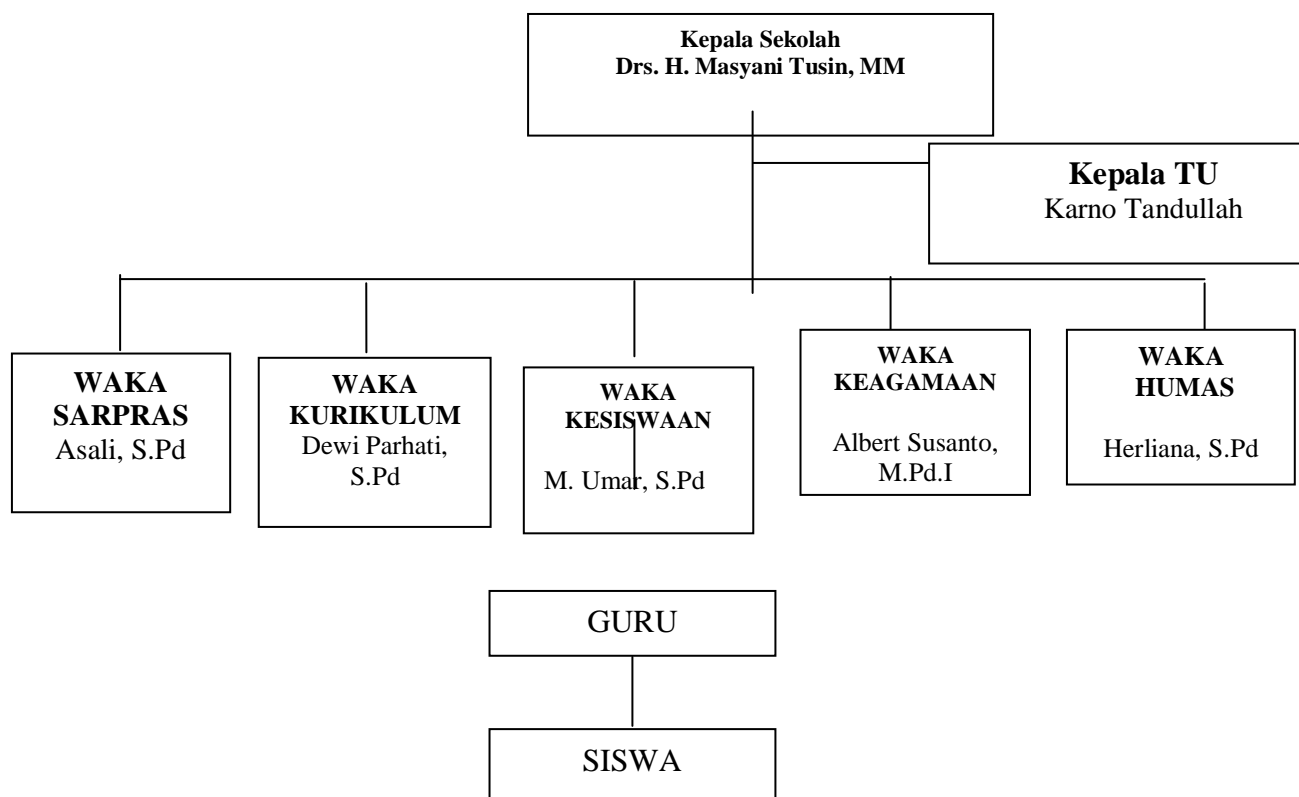 Kepala Sekolah
Drs. H. Masyani Tusin, MM
Kepala TU
Karno Tandullah
WAKA
SARPRAS
Asali, S.Pd
WAKA
KURIKULUM
Dewi Parhati,
S.Pd
WAKA
KESISWAAN
M. Umar, S.Pd
WAKA
KEAGAMAAN
Albert Susanto,
M.Pd.I
WAKA
HUMAS
Herliana, S.Pd
GURU
SISWA